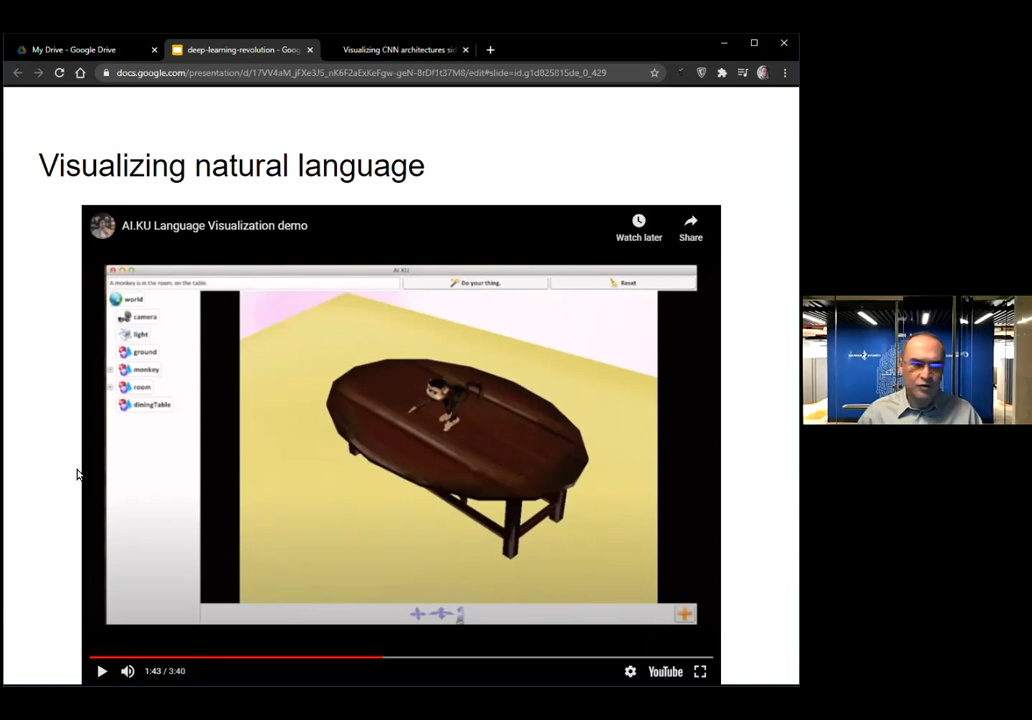 My Drive - Google Drive
deep-learning-revolution - Goog
Visualizing CNN architectures sid
docs.google.com/presentation/d/17VV4aM_jFXe3J5_nK6F2aExKeFgw-geN-8rDf1t37M8/edit#slide=id.g1d825815de_0_429
Visualizing natural language
AI.KU Language Visualization demo
Watch later
Share
AI.KU
A monkey is in the room, on the table.
Do your thing.
Reset
world
camera
light
ground
monkey
room
diningTable
1:43 / 3:40
YouTube